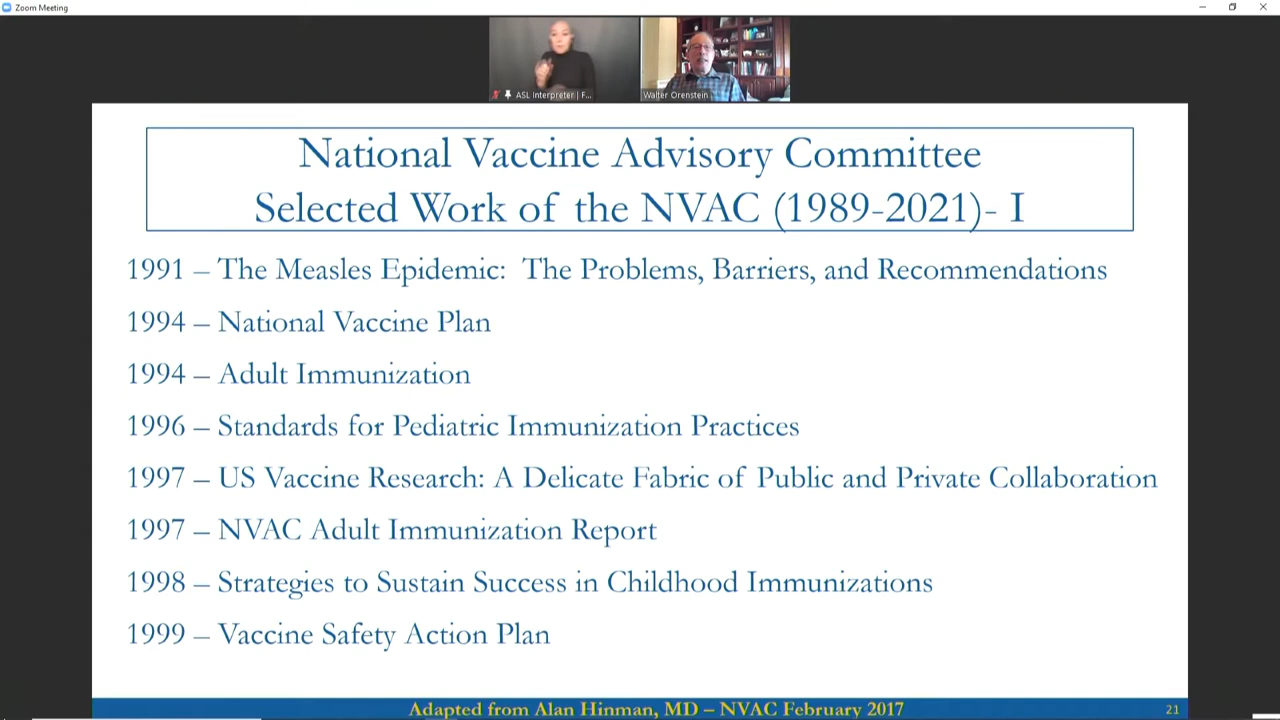 Zoom Meeting
ASL Interpreter | F...
Walter Orenstein
National Vaccine Advisory Committee
Selected Work of the NVAC (1989-2021)- I
1991 – The Measles Epidemic: The Problems, Barriers, and Recommendations
1994 – National Vaccine Plan
1994 – Adult Immunization
1996 – Standards for Pediatric Immunization Practices
1997 – US Vaccine Research: A Delicate Fabric of Public and Private Collaboration
1997 – NVAC Adult Immunization Report
1998 – Strategies to Sustain Success in Childhood Immunizations
1999 – Vaccine Safety Action Plan
Adapted from Alan Hinman, MD – NVAC February 2017
21